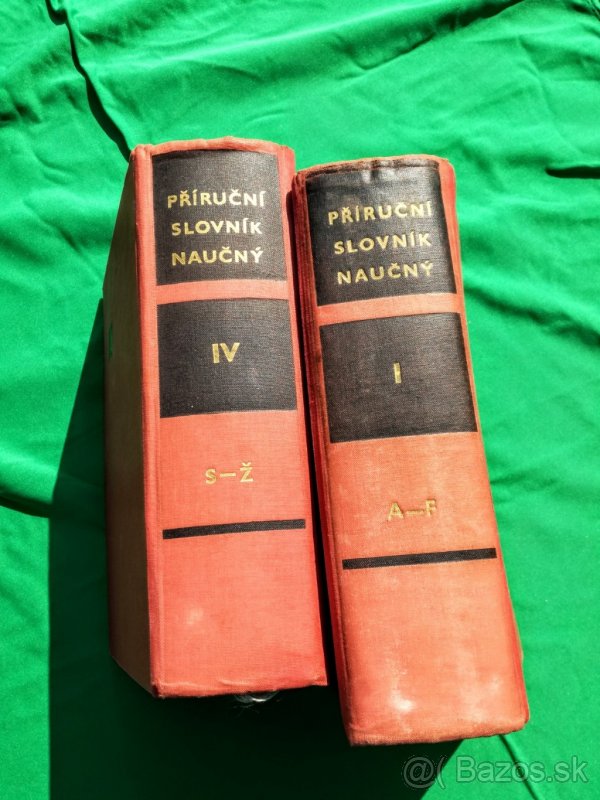 PŘÍRUČNÍ
SLOVNÍK
NAUČNÝ
IV
S–Ž
PŘÍRUČNÍ
SLOVNÍK
NAUČNÝ
I
A–F
@( Bazos.sk